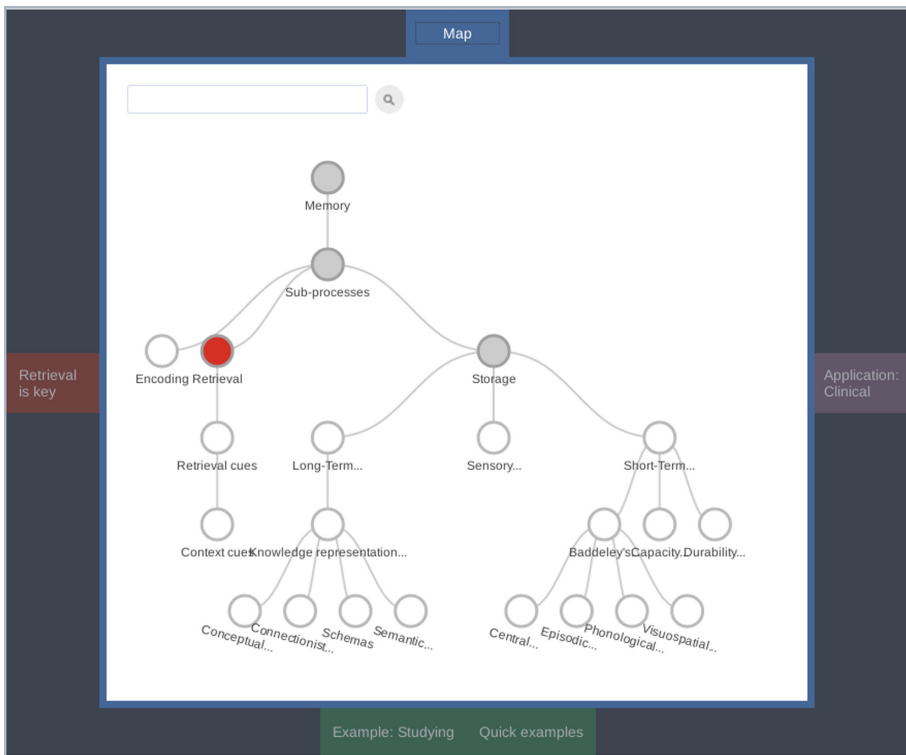 Map
Memory
Sub-processes
Encoding Retrieval
Storage
Retrieval
is key
Application:
Clinical
Retrieval cues
Long-Term...
Sensory...
Short-Term...
Context cues
Knowledge representation...
Baddeley's...
Capacity...
Durability...
Conceptual...
Connectionist...
Schemas
Semantic...
Central...
Episodic...
Phonological...
Visuospatial...
Example: Studying
Quick examples